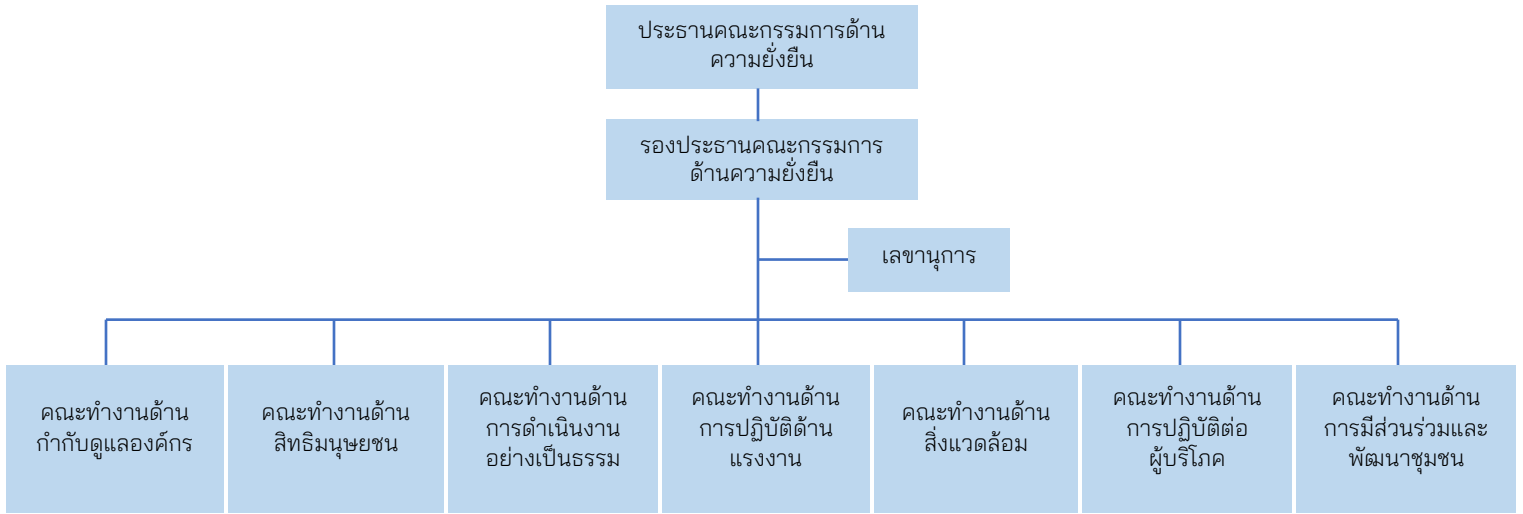 ประธานคณะกรรมการด้าน
ความยั่งยืน
รองประธานคณะกรรมการ
ด้านความยั่งยืน
เลขานุการ
คณะทำงานด้าน
กำกับดูแลองค์กร
คณะทำงานด้าน
สิทธิมนุษยชน
คณะทำงานด้าน
การดำเนินงาน
อย่างเป็นธรรม
คณะทำงานด้าน
การปฏิบัติด้าน
แรงงาน
คณะทำงานด้าน
สิ่งแวดล้อม
คณะทำงานด้าน
การปฏิบัติต่อ
ผู้บริโภค
คณะทำงานด้าน
การมีส่วนร่วมและ
พัฒนาชุมชน